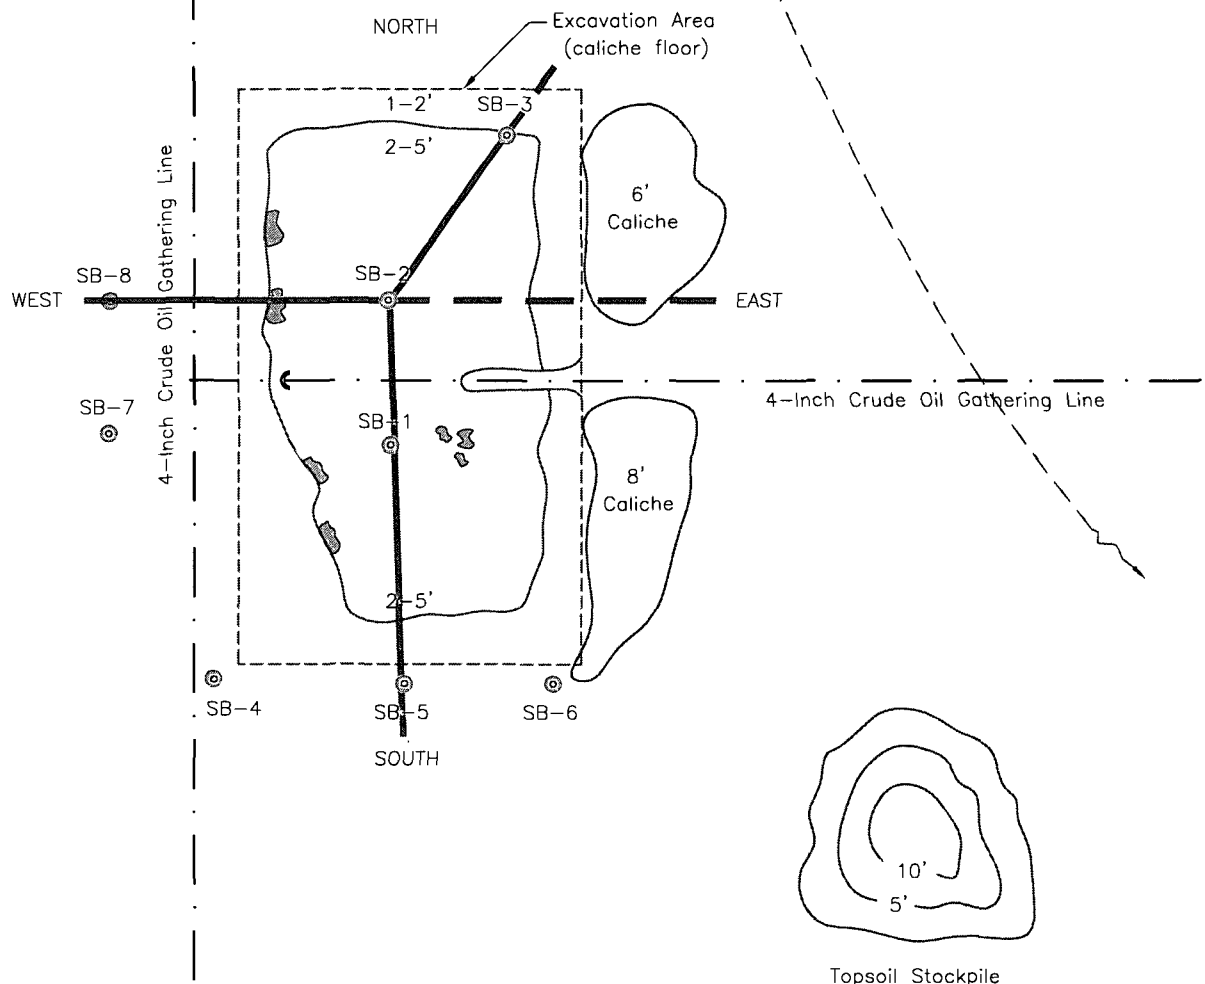 NORTH
Excavation Area
(caliche floor)
1-2'
SB-3
2-5'
4-Inch Crude Oil Gathering Line
6'
Caliche
SB-8
SB-2
WEST
EAST
SB-7
4-Inch Crude Oil Gathering Line
SB-1
8'
Caliche
2-5'
SB-4
SB-5
SB-6
SOUTH
10'
5'
Topsoil Stockpile